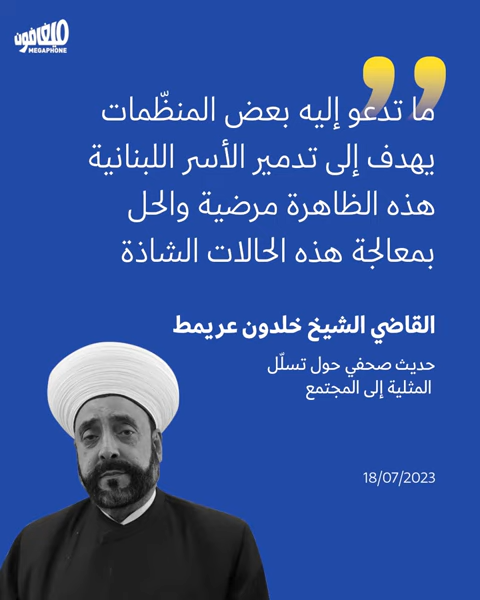 ميغافون
MEGAPHONE
ما تدعو إليه بعض المنظّمات
يهدف إلى تدمير الأسر اللبنانية
هذه الظاهرة مرضية والحل
بمعالجة هذه الحالات الشاذة
القاضي الشيخ خلدون عريمط
حديث صحفي حول تسلّل
المثلية إلى المجتمع
18/07/2023